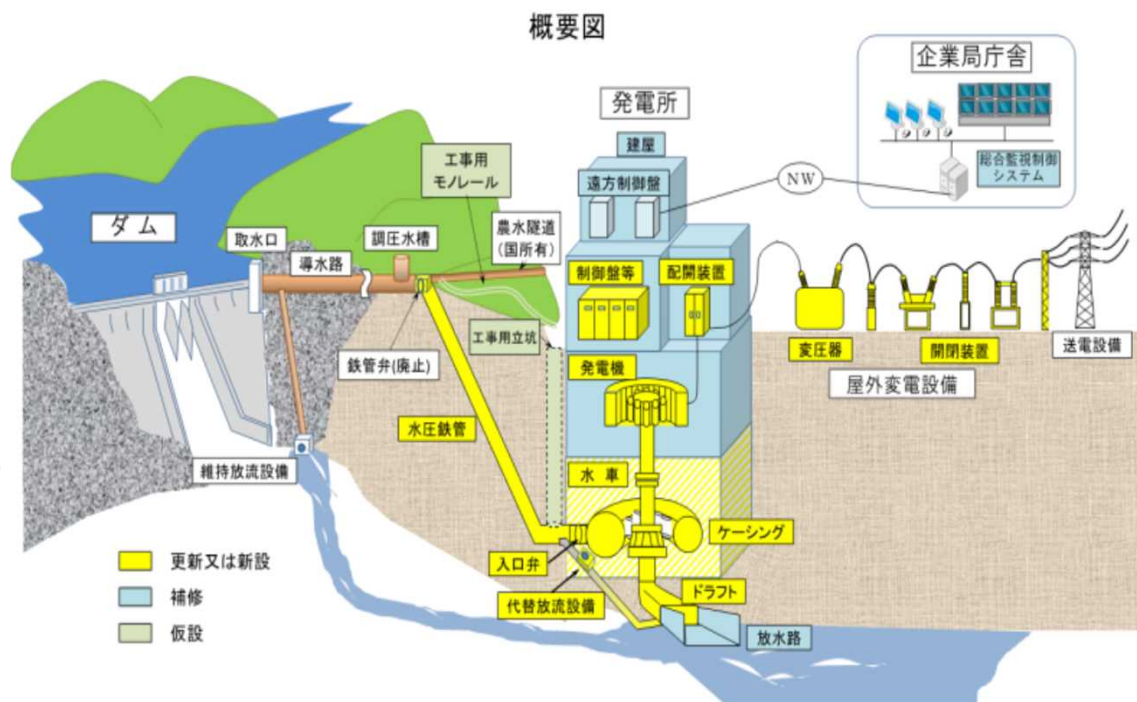 概要図
企業局庁舎
総合監視制御
システム
NW
発電所
建屋
遠方制御盤
工事用
モノレール
農水隧道
(国所有)
ダム
取水口
導水路
調圧水槽
制御盤等
配開装置
鉄管弁(廃止)
工事用立坑
発電機
変圧器
開閉装置
送電設備
屋外変電設備
水圧鉄管
水車
維持放流設備
ケーシング
入口弁
代替放流設備
ドラフト
放水路
更新又は新設
補修
仮設